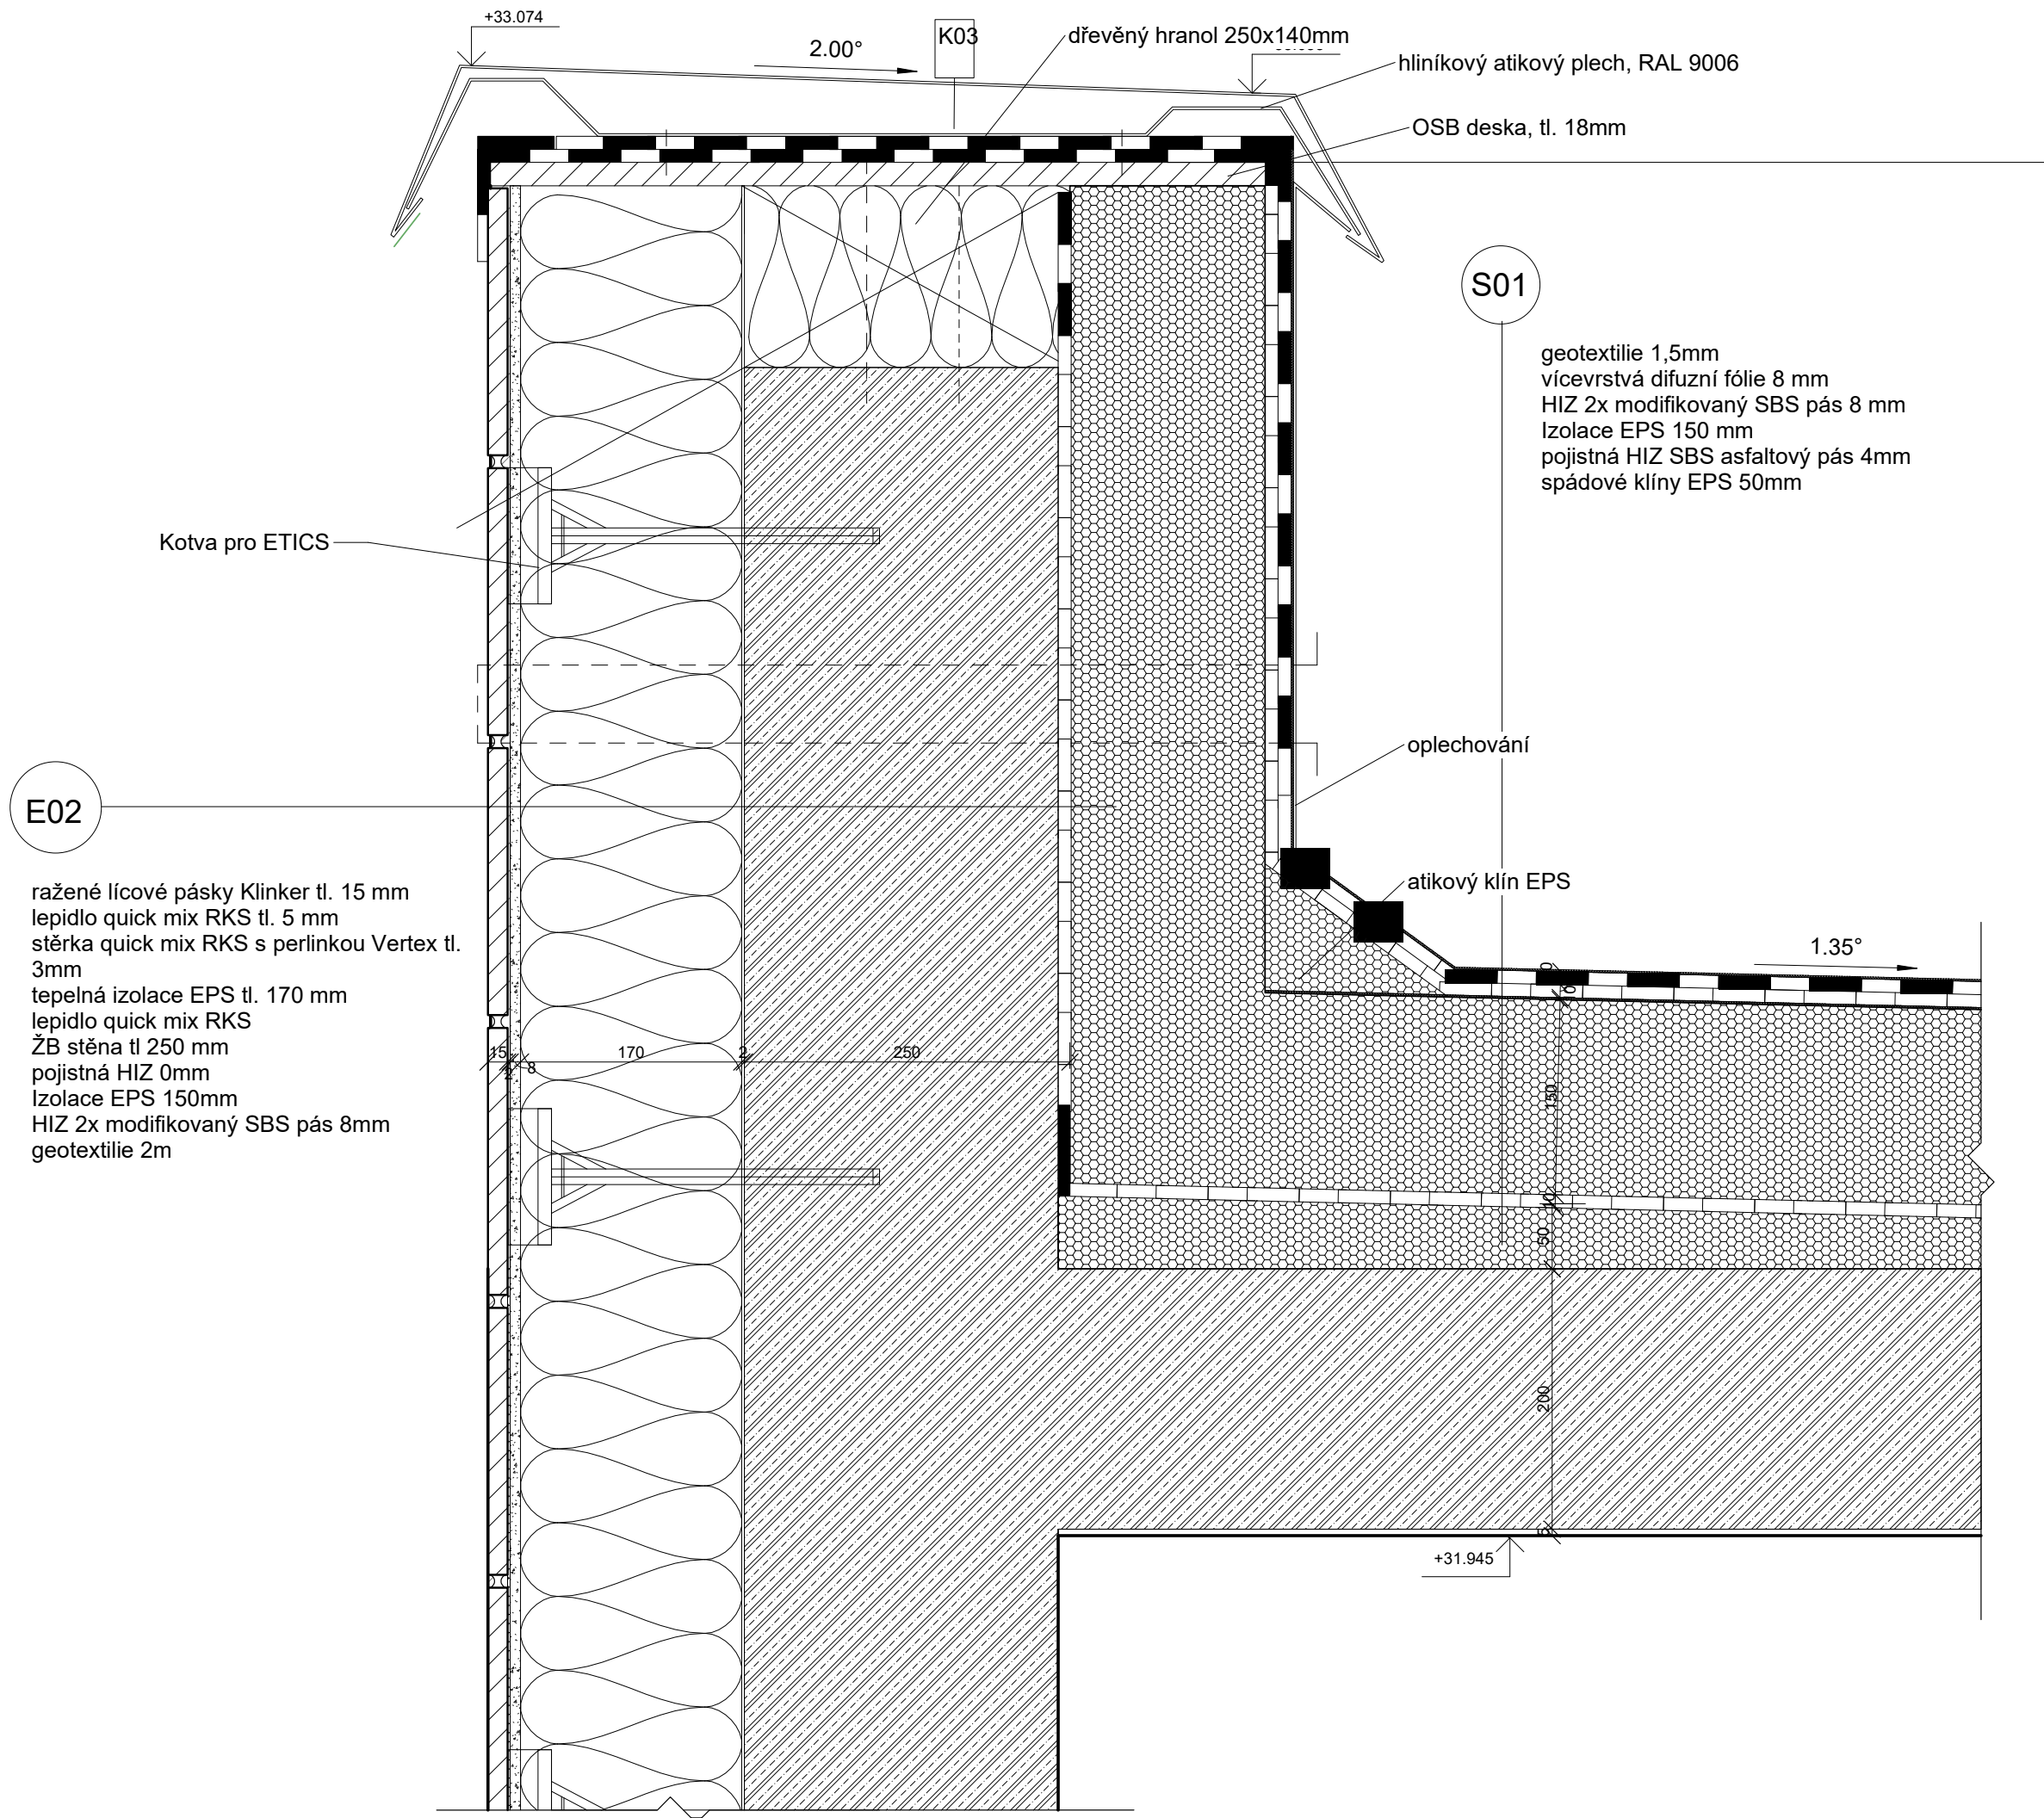 +33.074
2.00°
K03
dřevěný hranol 250x140mm
hliníkový atikový plech, RAL 9006
OSB deska, tl. 18mm
S01
geotextilie 1,5mm
vícevrstvá difuzní fólie 8 mm
HIZ 2x modifikovaný SBS pás 8 mm
Izolace EPS 150 mm
pojistná HIZ SBS asfaltový pás 4mm
spádové klíny EPS 50mm
Kotva pro ETICS
oplechování
E02
atikový klín EPS
ražené lícové pásky Klinker tl. 15 mm
lepidlo quick mix RKS tl. 5 mm
stěrka quick mix RKS s perlinkou Vertex tl.
3mm
tepelná izolace EPS tl. 170 mm
lepidlo quick mix RKS
ŽB stěna tl 250 mm
pojistná HIZ 0mm
Izolace EPS 150mm
HIZ 2x modifikovaný SBS pás 8mm
geotextilie 2m
1.35°
15
2
8
170
2
250
150
10
50
200
5
+31.945